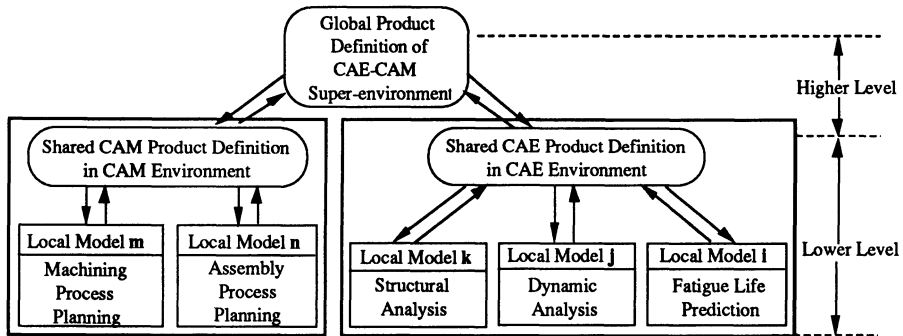 Global Product
Definition of
CAE-CAM
Super-environment
Higher Level
Shared CAM Product Definition
in CAM Environment
Shared CAE Product Definition
in CAE Environment
Lower Level
Local Model m
Machining
Process
Planning
Local Model n
Assembly
Process
Planning
Local Model k
Structural
Analysis
Local Model j
Dynamic
Analysis
Local Model i
Fatigue Life
Prediction